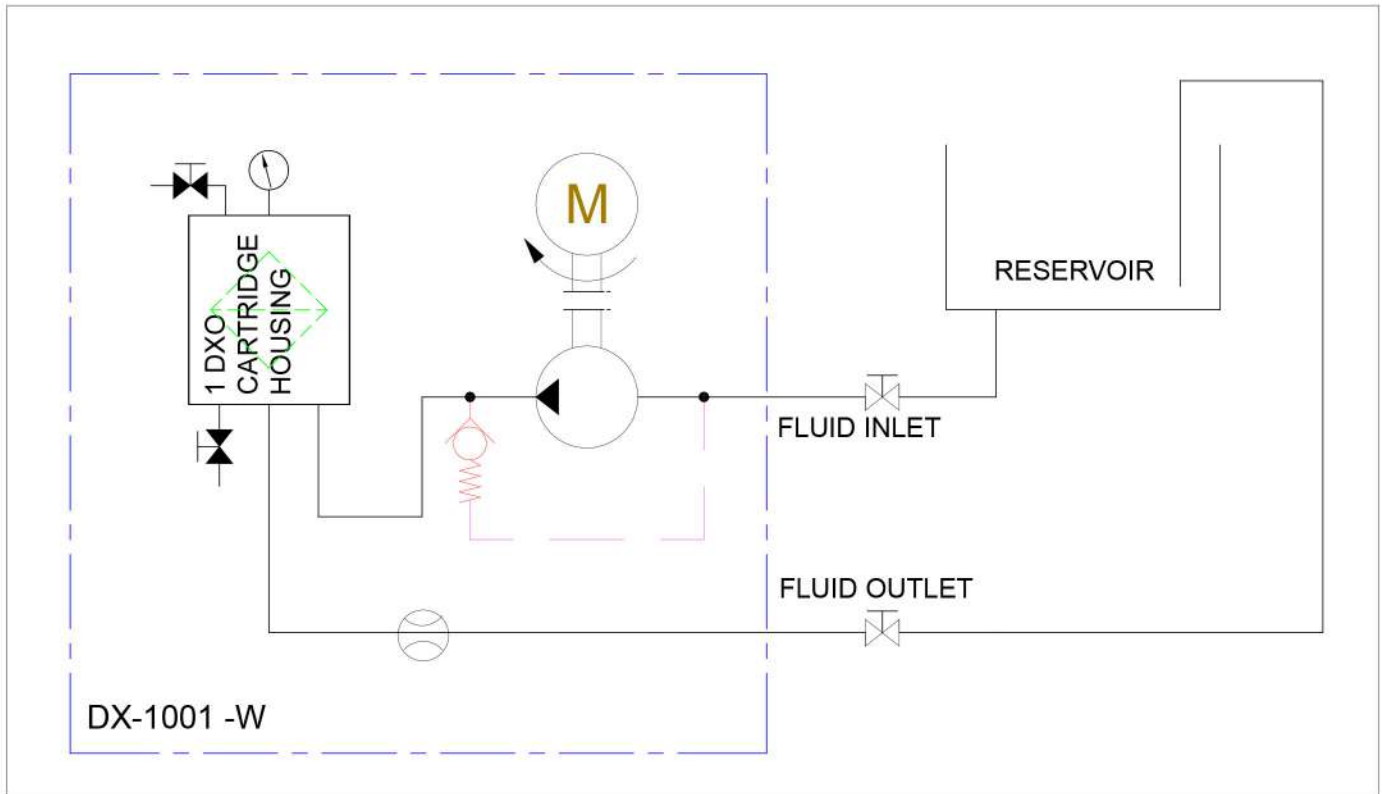 1 DXO
CARTRIDGE
HOUSING
M
RESERVOIR
FLUID INLET
FLUID OUTLET
DX-1001 -W